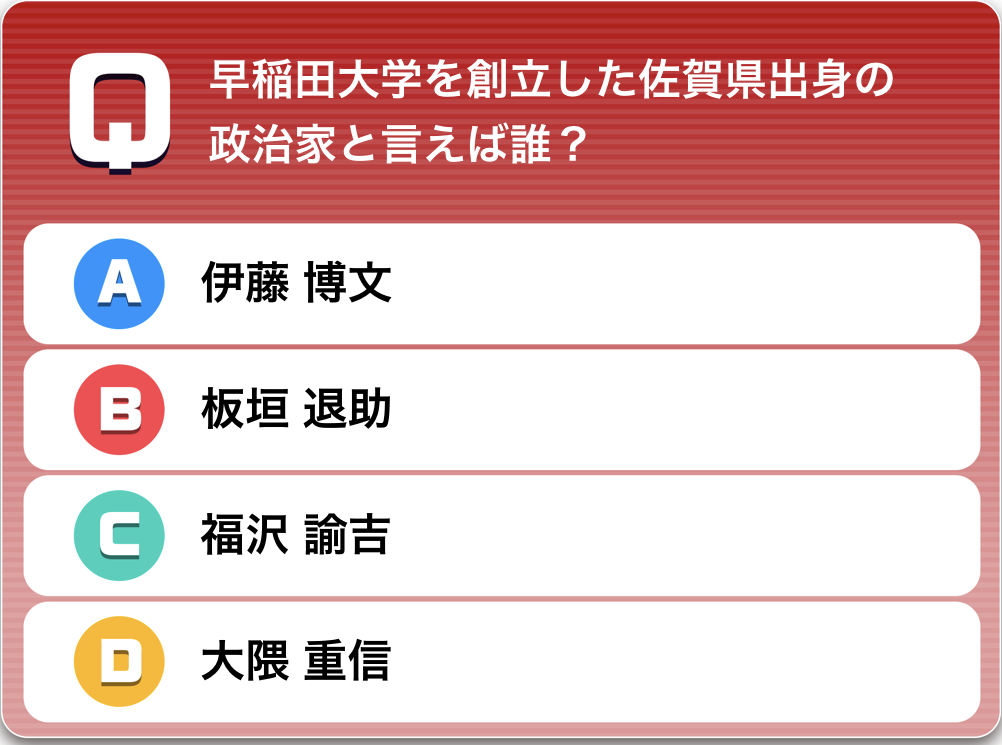 Q
早稲田大学を創立した佐賀県出身の
政治家と言えば誰？
A 伊藤 博文
B 板垣 退助
C 福沢 諭吉
D 大隈 重信